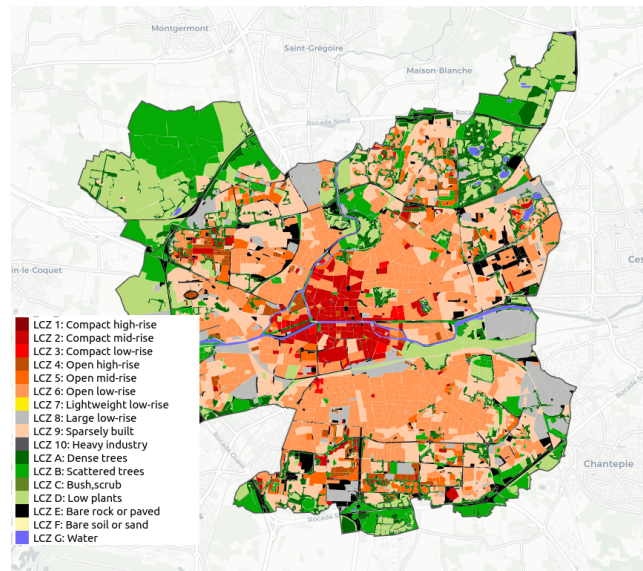 Montgermont
Saint-Grégoire
Maison-Blanche
Rocade Nord
in-le-Coquet
Ces
LCZ 1: Compact high-rise
LCZ 2: Compact mid-rise
LCZ 3: Compact low-rise
LCZ 4: Open high-rise
LCZ 5: Open mid-rise
LCZ 6: Open low-rise
LCZ 7: Lightweight low-rise
LCZ 8: Large low-rise
LCZ 9: Sparsely built
LCZ 10: Heavy industry
LCZ A: Dense trees
LCZ B: Scattered trees
LCZ C: Bush,scrub
LCZ D: Low plants
LCZ E: Bare rock or paved
LCZ F: Bare soil or sand
LCZ G: Water
Rocade Ouest
Chantepie
Rocade S